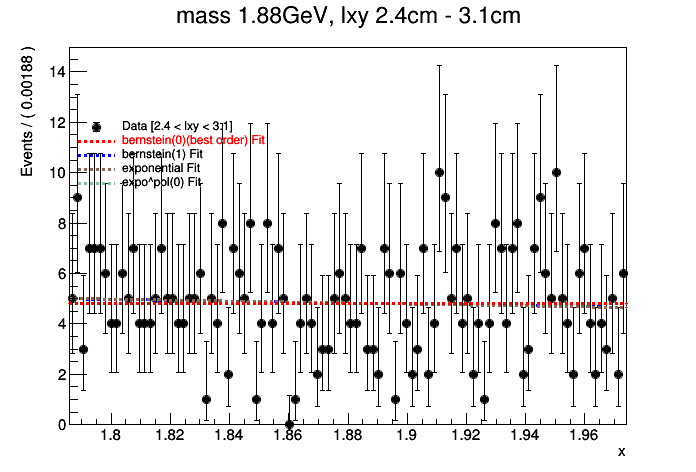 mass 1.88GeV, lxy 2.4cm - 3.1cm
Events / ( 0.00188 )
14
12
10
8
6
4
2
0
Data [2.4 < lxy < 3.1]
bernstein(0)(best order) Fit
bernstein(1) Fit
exponential Fit
expo^pol(0) Fit
1.8
1.82
1.84
1.86
1.88
1.9
1.92
1.94
1.96
x